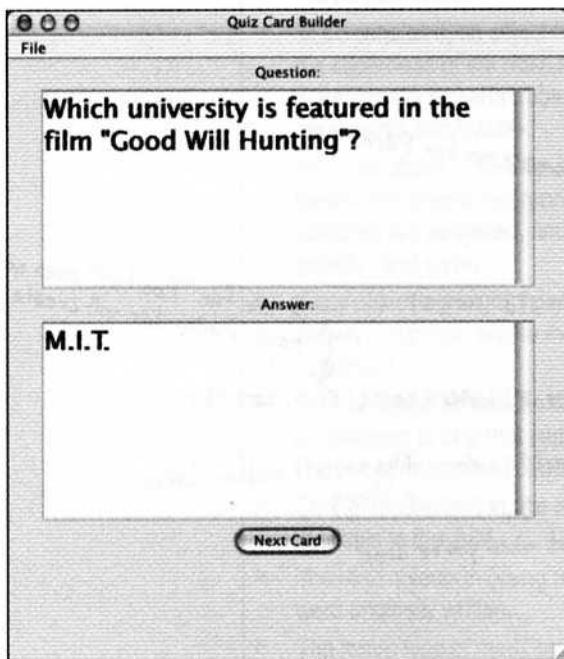 Quiz Card Builder
File
Question:
Which university is featured in the
film "Good Will Hunting"?
Answer:
M.I.T.
Next Card